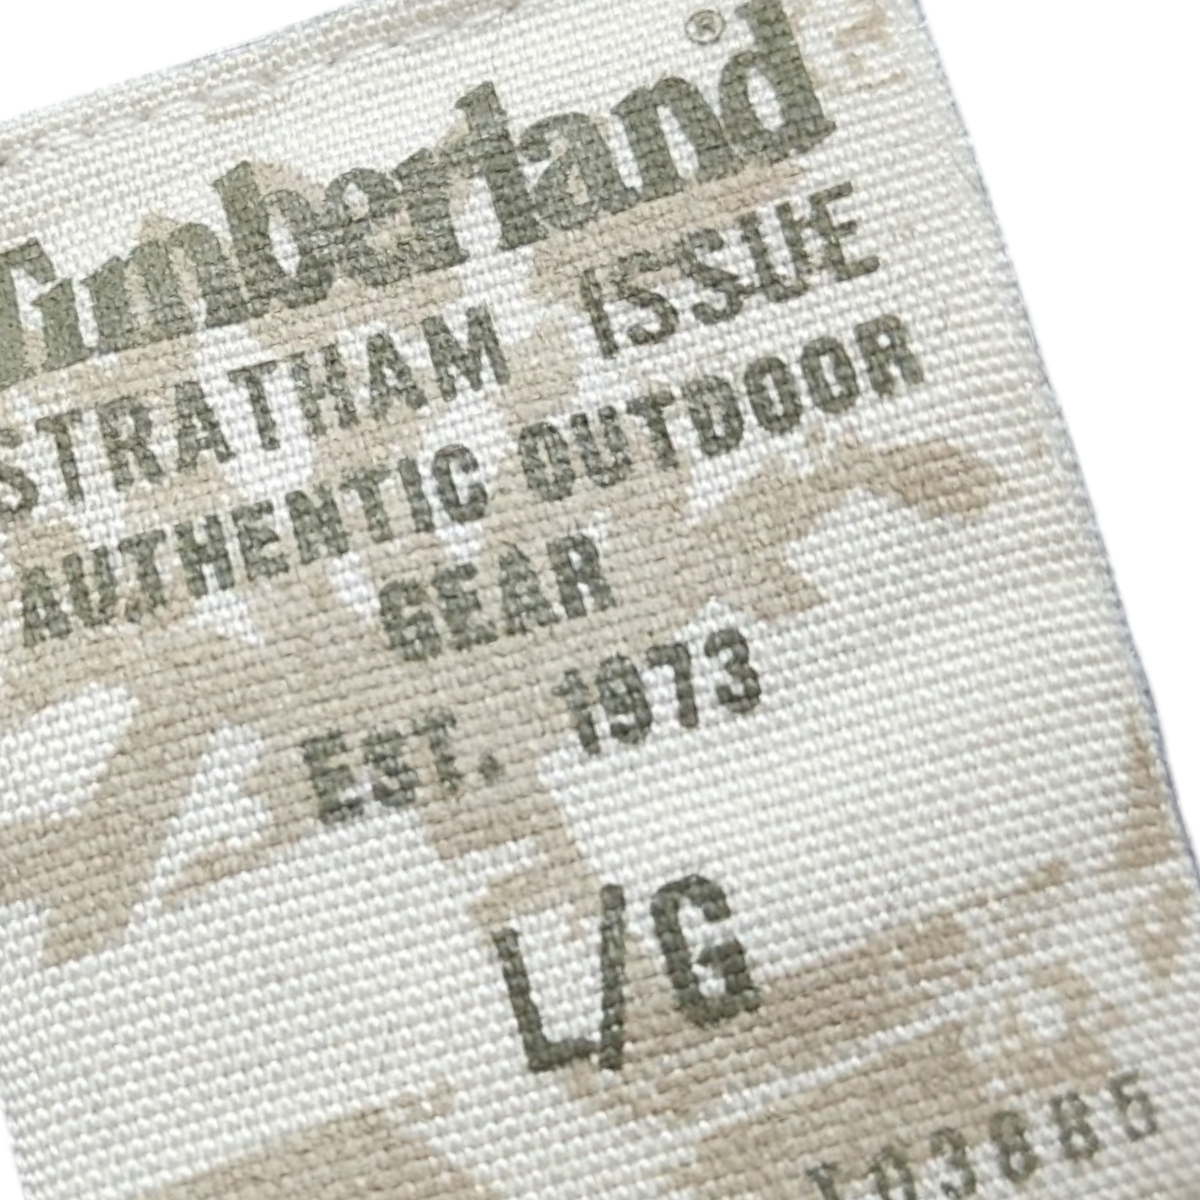 Timberland®
STRATHAM ISSUE
AUTHENTIC OUTDOOR
GEAR
EST. 1973
L/G